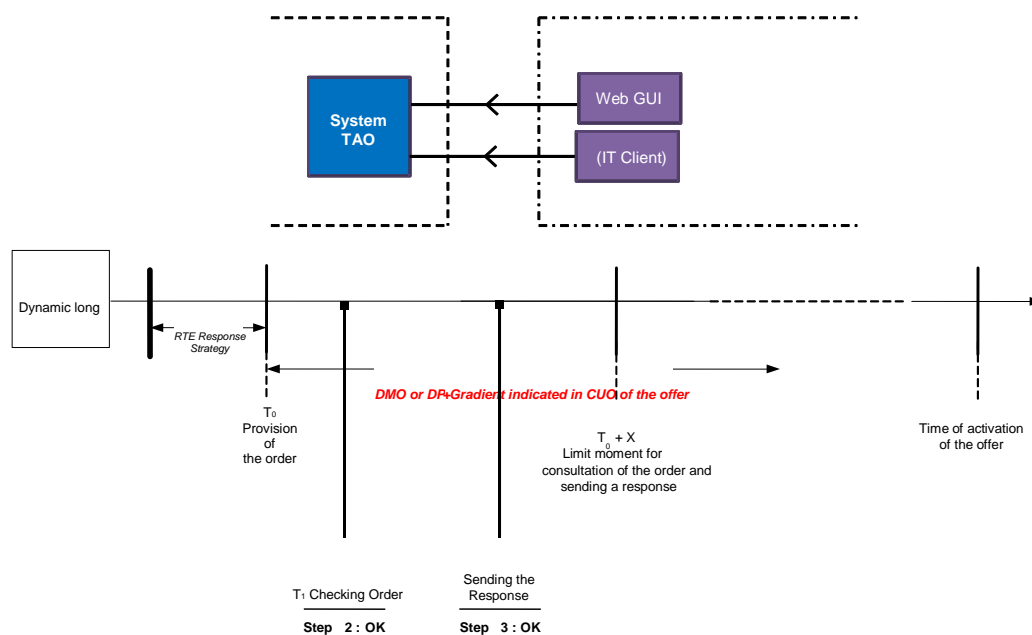 System
TAO
Web GUI
(IT Client)
Dynamic long
RTE Response
Strategy
DMO or DP+Gradient indicated in CUO of the offer
T0
Provision
of
the order
T0 + X
Limit moment for
consultation of the order and
sending a response
Time of activation
of the offer
T1 Checking Order
Step 2 : OK
Sending the
Response
Step 3 : OK